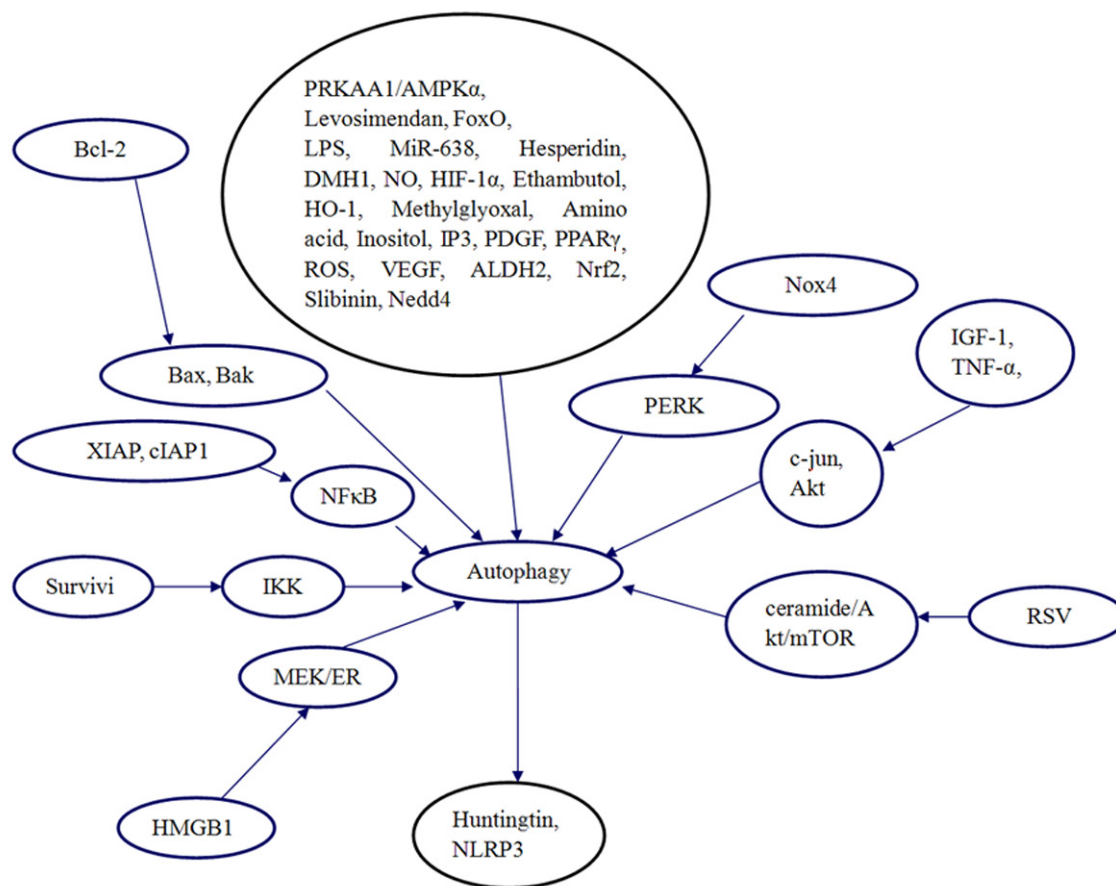 PRKAA1/AMPKα,
Levosimendan, FoxO,
LPS, MiR-638, Hesperidin,
DMH1, NO, HIF-1α, Ethambutol,
HO-1, Methylglyoxal, Amino
acid, Inositol, IP3, PDGF, PPARγ,
ROS, VEGF, ALDH2, Nrf2,
Slibinin, Nedd4
Bcl-2
Nox4
IGF-1,
TNF-α,
Bax, Bak
PERK
XIAP, cIAP1
c-jun,
Akt
NFκB
Autophagy
Survivi
IKK
ceramide/A
kt/mTOR
RSV
MEK/ER
HMGB1
Huntingtin,
NLRP3